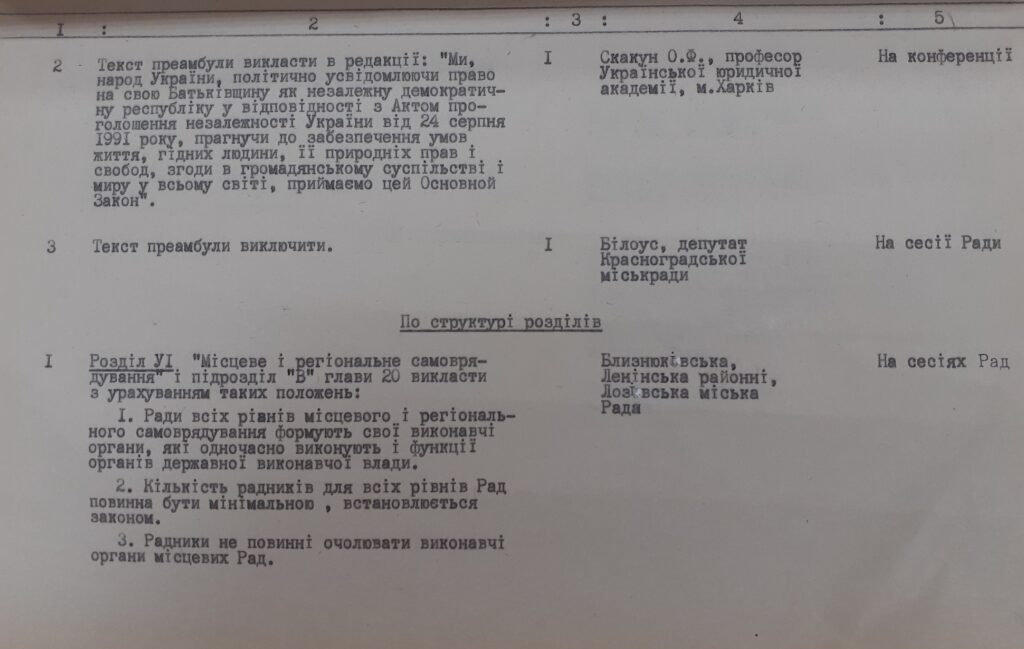 I : 2 : 3 : 4 : 5
2 Текст преамбули викласти в редакції: "Ми, I Скакун О.Ф., професор На конференції
народ України, політично усвідомлюючи право Української юридичної
на свою Батьківщину як незалежну демократич- академії, м.Харків
ну республіку у відповідності з Актом про-
голошення незалежності України від 24 серпня
1991 року, прагнучи до забезпечення умов
життя, гідних людини, її природніх прав і
свобод, згоди в громадянському суспільстві і
миру у всьому світі, приймаємо цей Основной
Закон".
3 Текст преамбули виключити. I Білоус, депутат На сесії Ради
Красноградської
міськради
По структурі розділів
I Розділ УІ "Місцеве і регіональне самовря- Близнюківська, На сесіях Рад
дування" і підрозділ "В" глави 20 викласти Ленінська районні,
з урахуванням таких положень: Лозівська міська
Рада
I. Ради всіх рівнів місцевого і регіональ-
ного самоврядування формують свої виконавчі
органи, які одночасно виконують і функції
органів державної виконавчої влади.
2. Кількість радників для всіх рівнів Рад
повинна бути мінімальною , встановлюється
законом.
3. Радники не повинні очолювати виконавчі
органи місцевих Рад.